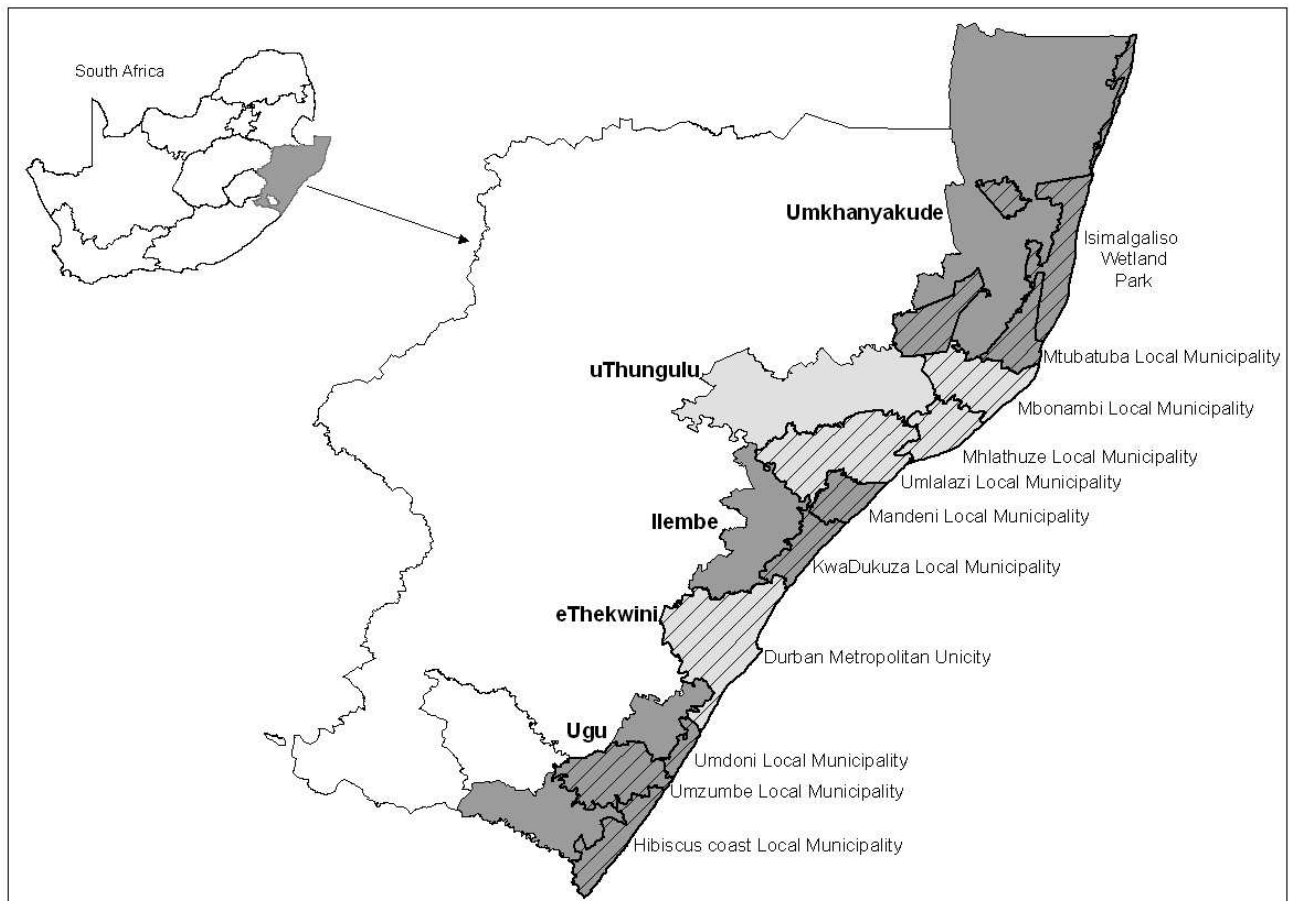 South Africa
Umkhanyakude
Isimalgaliso
Wetland
Park
Mtubatuba Local Municipality
uThungulu
Mbonambi Local Municipality
Mhlathuze Local Municipality
Umlalazi Local Municipality
Ilembe
Mandeni Local Municipality
KwaDukuza Local Municipality
eThekwini
Durban Metropolitan Unicity
Ugu
Umdoni Local Municipality
Umzumbe Local Municipality
Hibiscus coast Local Municipality